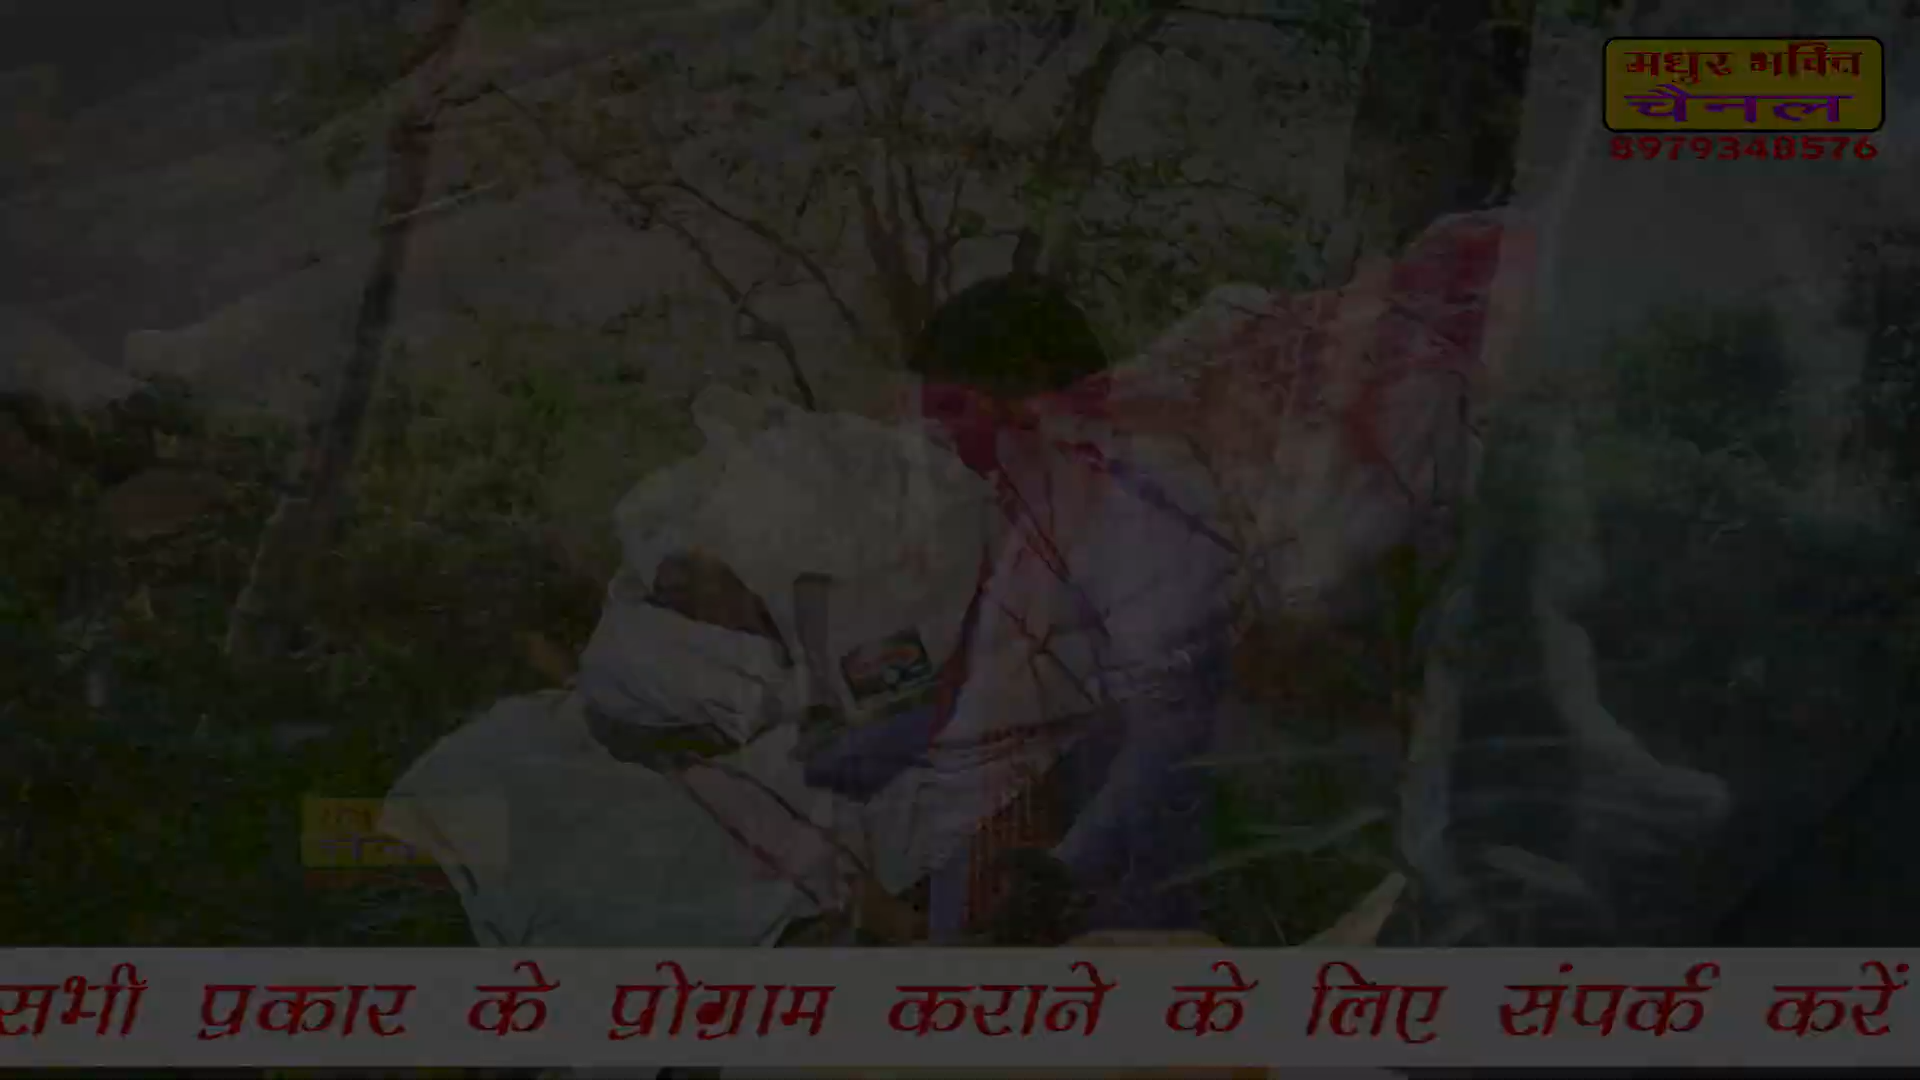 मधुर भक्ति
चैनल
8979348576
सभी प्रकार के प्रोग्राम कराने के लिए संपर्क करें